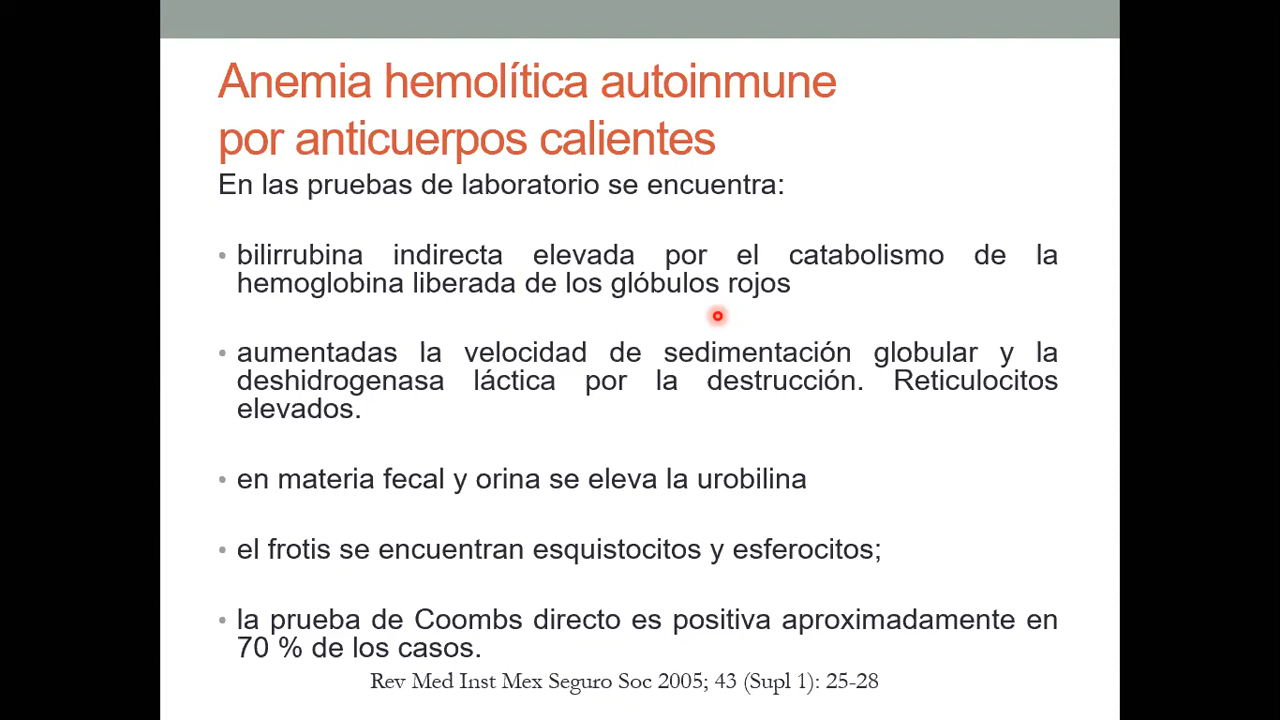 Anemia hemolítica autoinmune
por anticuerpos calientes
En las pruebas de laboratorio se encuentra:
• bilirrubina indirecta elevada por el catabolismo de la
hemoglobina liberada de los glóbulos rojos
• aumentadas la velocidad de sedimentación globular y la
deshidrogenasa láctica por la destrucción. Reticulocitos
elevados.
• en materia fecal y orina se eleva la urobilina
• el frotis se encuentran esquistocitos y esferocitos;
• la prueba de Coombs directo es positiva aproximadamente en
70 % de los casos.
Rev Med Inst Mex Seguro Soc 2005; 43 (Supl 1): 25-28